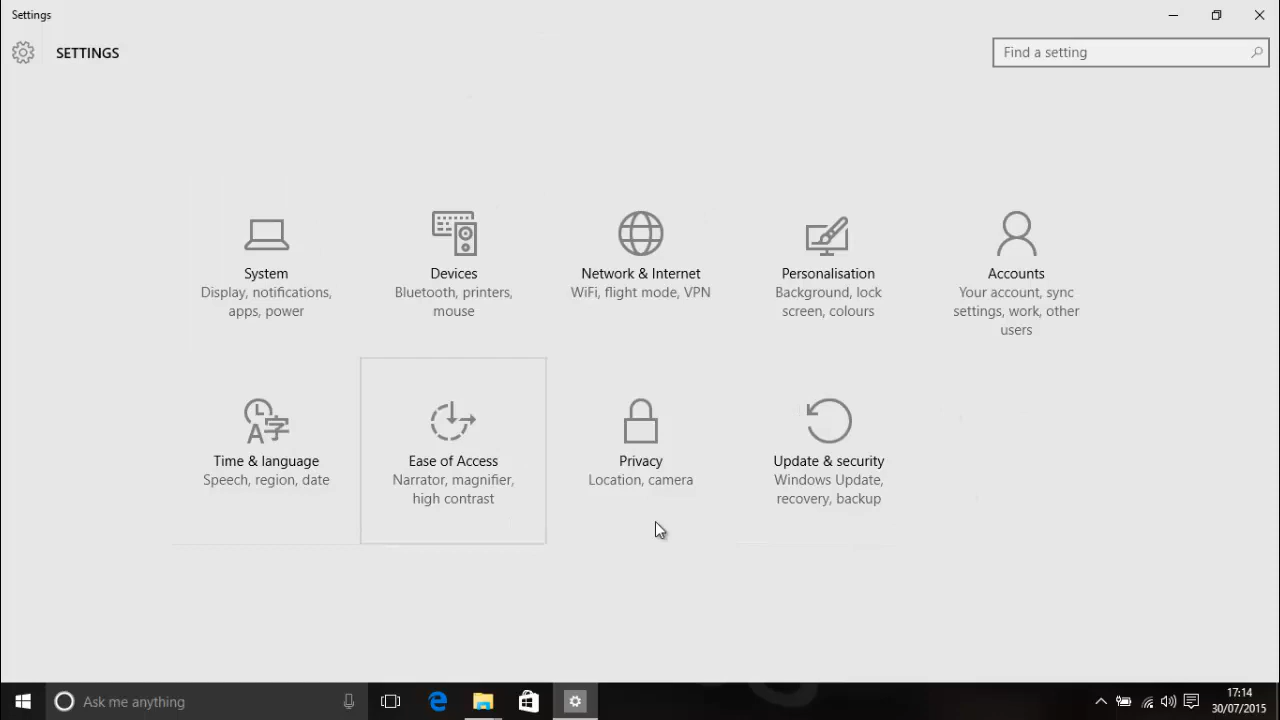 Settings
SETTINGS
Find a setting
System
Display, notifications,
apps, power
Devices
Bluetooth, printers,
mouse
Network & Internet
WiFi, flight mode, VPN
Personalisation
Background, lock
screen, colours
Accounts
Your account, sync
settings, work, other
users
Time & language
Speech, region, date
Ease of Access
Narrator, magnifier,
high contrast
Privacy
Location, camera
Update & security
Windows Update,
recovery, backup
Ask me anything
17:14
30/07/2015